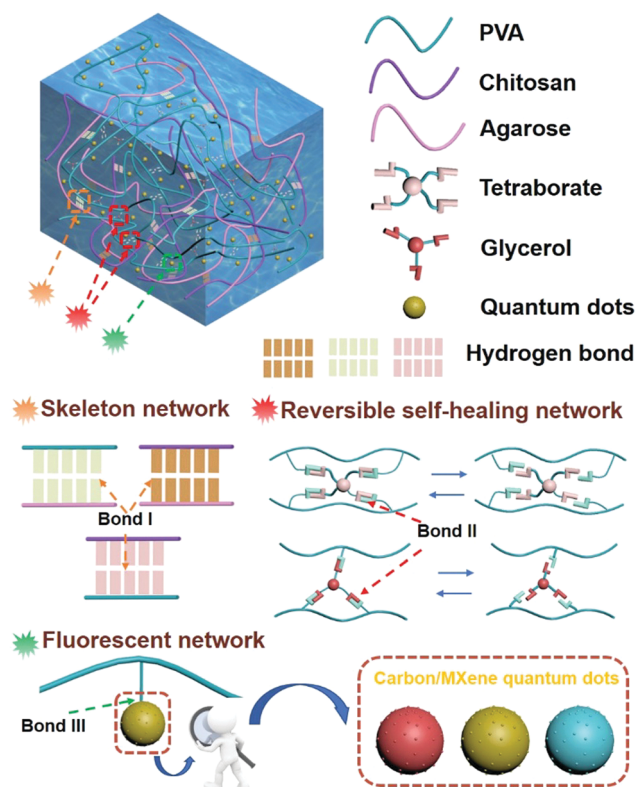 PVA
Chitosan
Agarose
Tetraborate
Glycerol
Quantum dots
Hydrogen bond
Skeleton network
Bond I
Reversible self-healing network
Bond II
Fluorescent network
Bond III
Carbon/MXene quantum dots